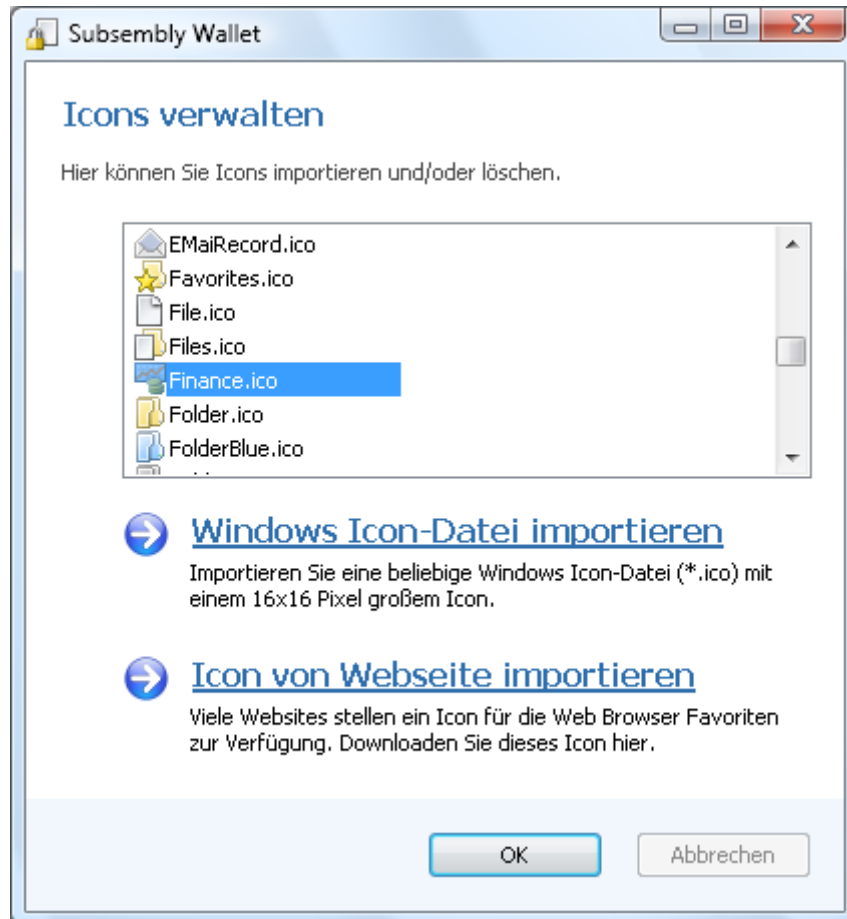 Subsembly Wallet
Icons verwalten
Hier können Sie Icons importieren und/oder löschen.
EMaiRecord.ico
Favorites.ico
File.ico
Files.ico
Finance.ico
Folder.ico
FolderBlue.ico
Windows Icon-Datei importieren
Importieren Sie eine beliebige Windows Icon-Datei (*.ico) mit
einem 16x16 Pixel großem Icon.
Icon von Webseite importieren
Viele Websites stellen ein Icon für die Web Browser Favoriten
zur Verfügung. Downloaden Sie dieses Icon hier.
OK
Abbrechen